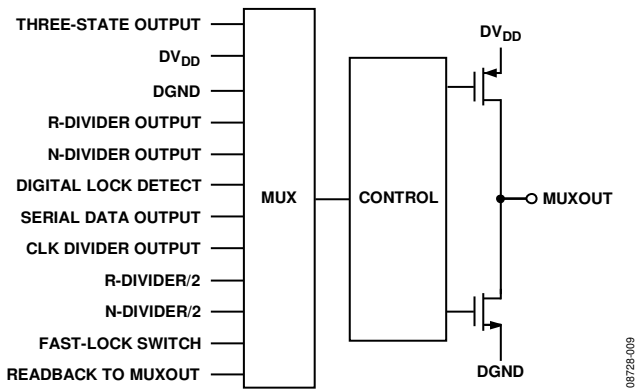 THREE-STATE OUTPUT
DVDD
DGND
R-DIVIDER OUTPUT
N-DIVIDER OUTPUT
DIGITAL LOCK DETECT
SERIAL DATA OUTPUT
CLK DIVIDER OUTPUT
R-DIVIDER/2
N-DIVIDER/2
FAST-LOCK SWITCH
READBACK TO MUXOUT
MUX
CONTROL
DVDD
MUXOUT
DGND
08728-009